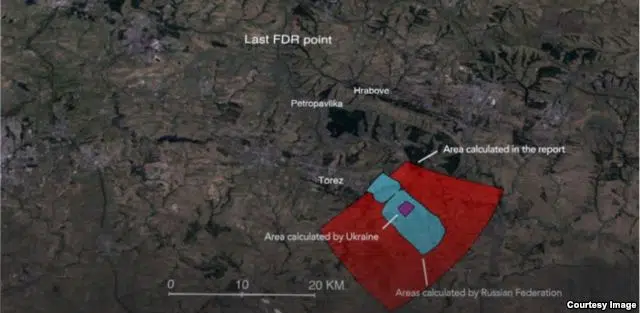 Last FDR point
Hrabove
Petropavlika
Area calculated in the report
Torez
Area calculated by Ukraine
0 10 20 KM
Areas calculated by Russian Federation
Courtesy Image